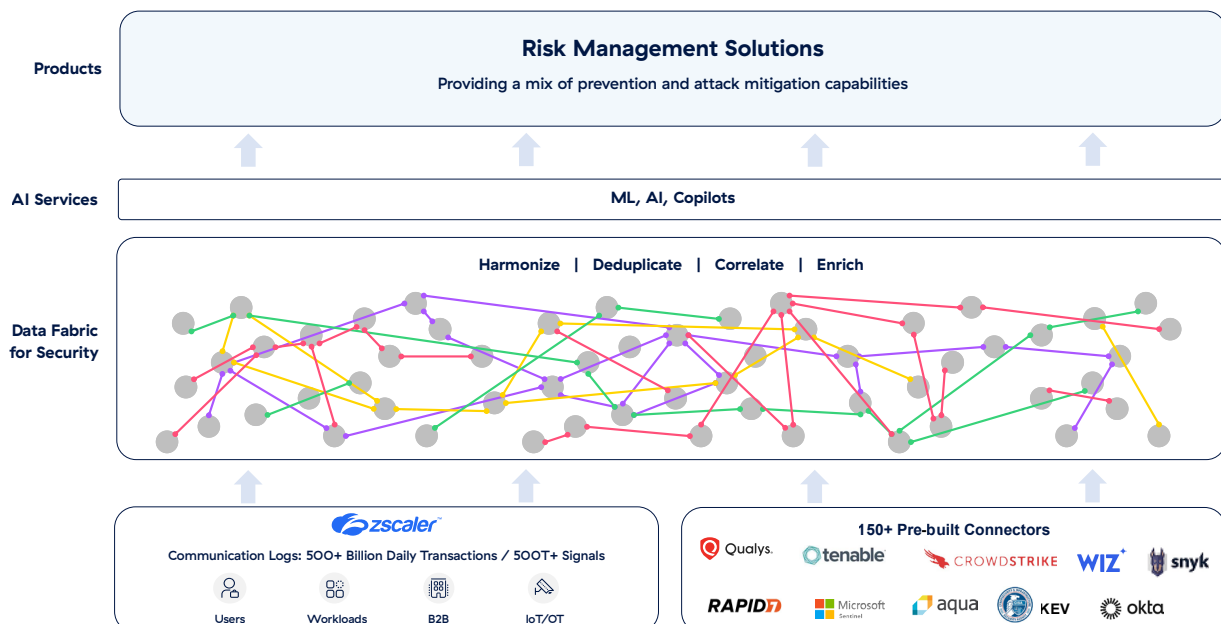 Products
Risk Management Solutions
Providing a mix of prevention and attack mitigation capabilities
AI Services
ML, AI, Copilots
Data Fabric
for Security
Harmonize | Deduplicate | Correlate | Enrich
zscaler™
Communication Logs: 500+ Billion Daily Transactions / 500T+ Signals
Users
Workloads
B2B
IoT/OT
150+ Pre-built Connectors
Qualys.
tenable
CROWDSTRIKE
WIZ
snyk
RAPID7
Microsoft
Sentinel
aqua
KEV
okta